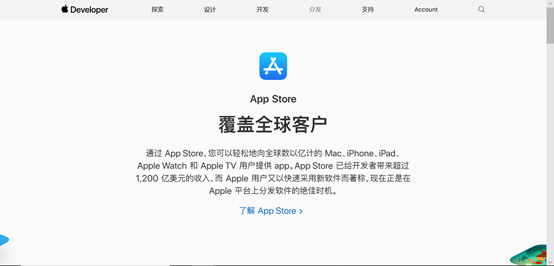 Developer 探索 设计 开发 分发 支持 Account
App Store
覆盖全球客户
通过 App Store，您可以轻松地向全球数以亿计的 Mac、iPhone、iPad、
Apple Watch 和 Apple TV 用户提供 app。App Store 已给开发者带来超过
1,200 亿美元的收入，而 Apple 用户又以快速采用新软件而著称，现在正是在
Apple 平台上分发软件的绝佳时机。
了解 App Store >